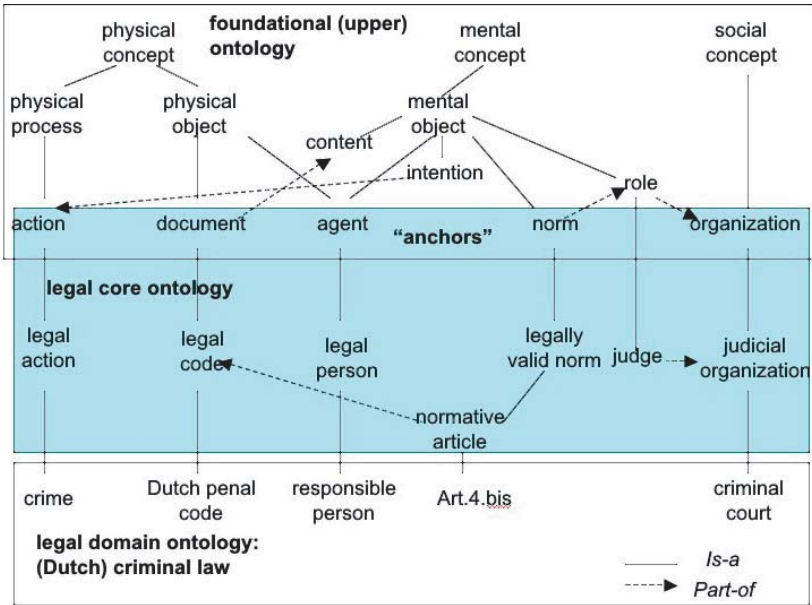 physical
concept
foundational (upper)
ontology
mental
concept
social
concept
physical
process
physical
object
mental
object
content
intention
role
action
document
agent
"anchors"
norm
organization
legal core ontology
legal
action
legal
code
legal
person
legally
valid norm
judge
judicial
organization
normative
article
crime
Dutch penal
code
responsible
person
Art.4.bis
criminal
court
legal domain ontology:
(Dutch) criminal law
Is-a
Part-of